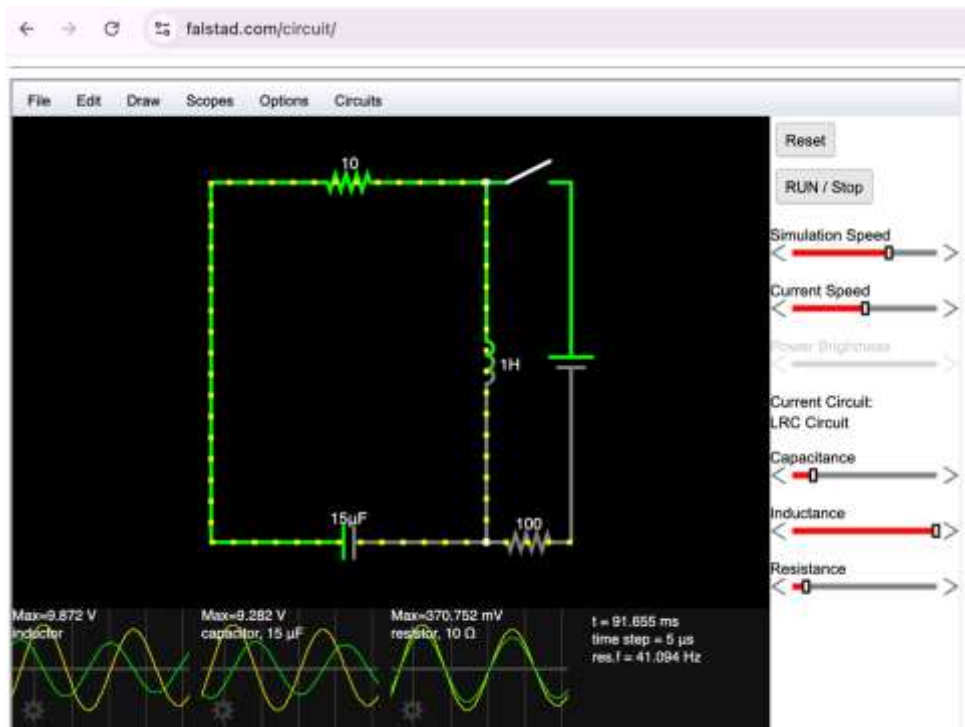 falstad.com/circuit/
File Edit Draw Scopes Options Circuits
Reset
RUN / Stop
Simulation Speed
Current Speed
Power Brightness
Current Circuit:
LRC Circuit
Capacitance
Inductance
Resistance
10
1H
15µF
100
Max=9.872 V
inductor
Max=9.282 V
capacitor, 15 µF
Max=370.752 mV
resistor, 10 Ω
t = 91.655 ms
time step = 5 µs
res.f = 41.094 Hz